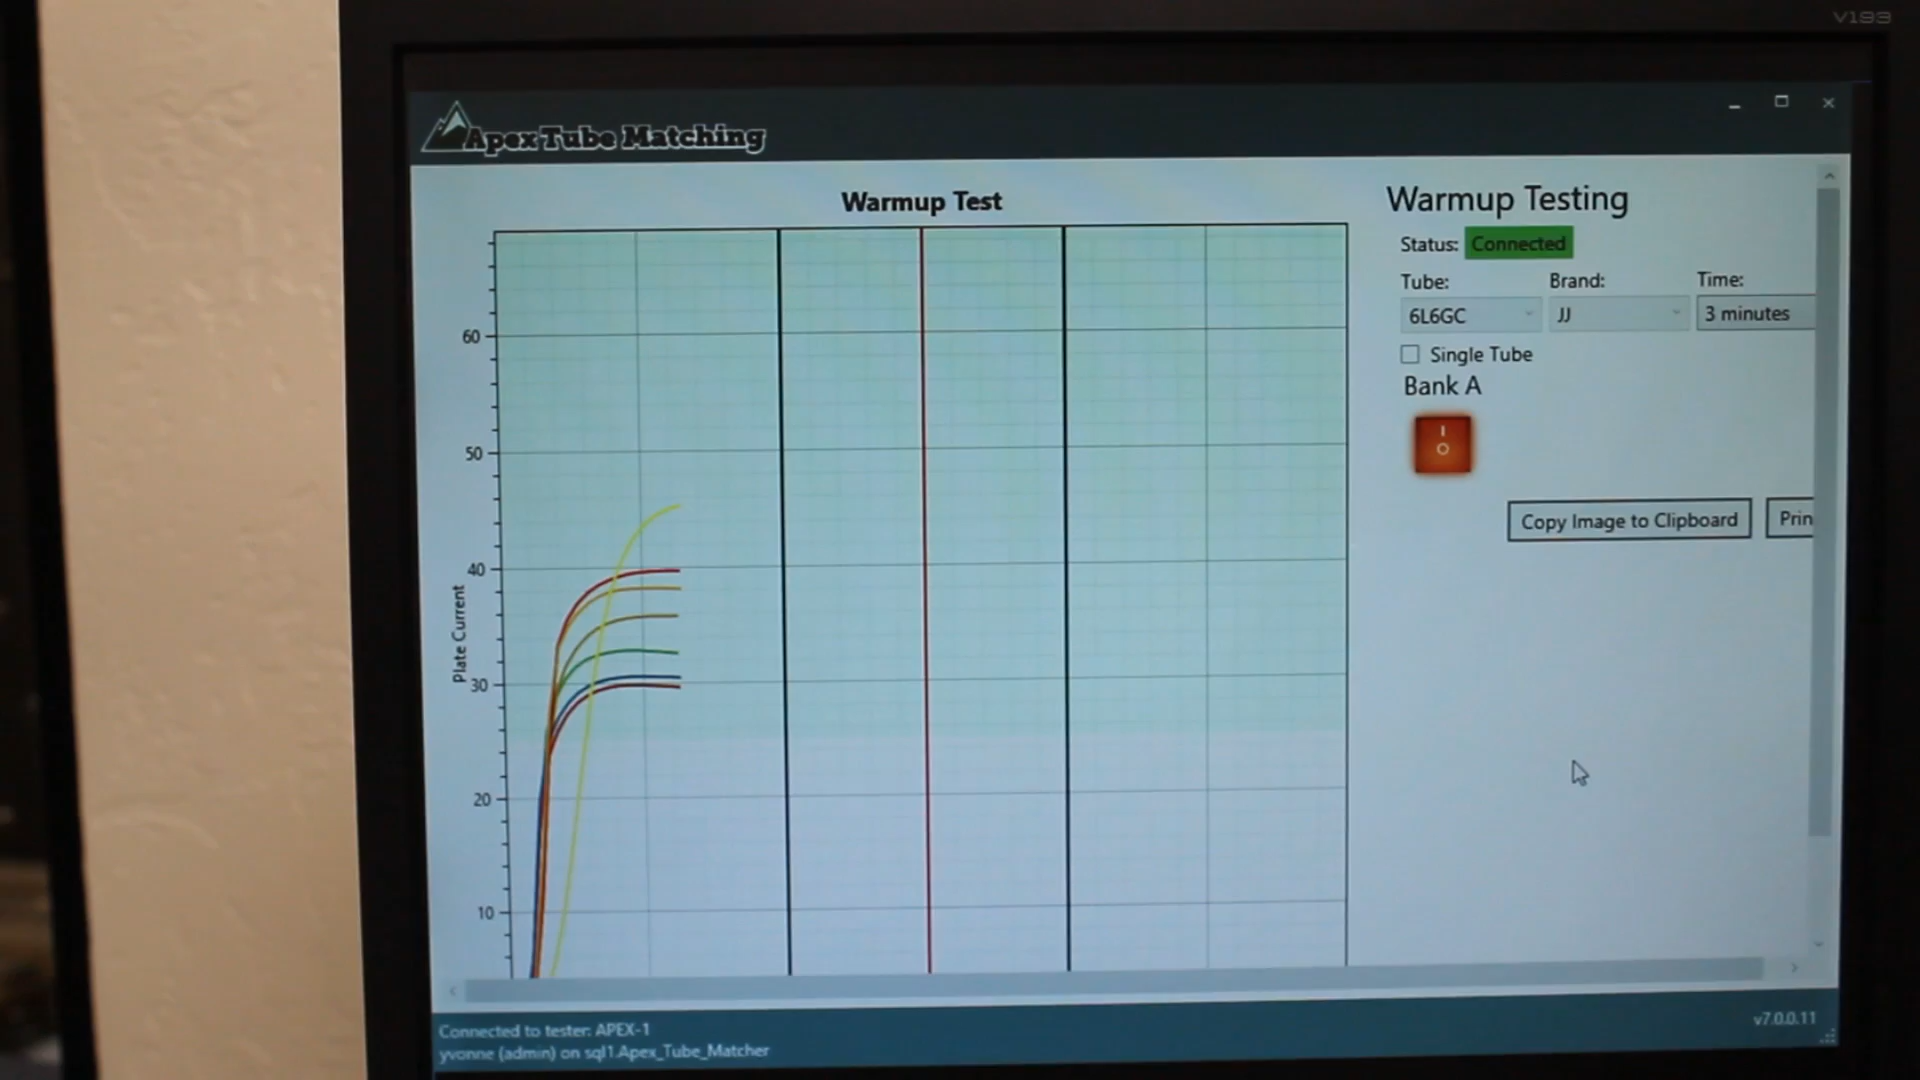 V193
Apex Tube Matching
Warmup Test
60
50
40
30
20
10
Plate Current
Warmup Testing
Status: Connected
Tube: Brand: Time:
6L6GC JJ 3 minutes
Single Tube
Bank A
I
O
Copy Image to Clipboard Prin
Connected to tester: APEX-1
yvonne (admin) on sql1.Apex_Tube_Matcher
v7.0.0.11